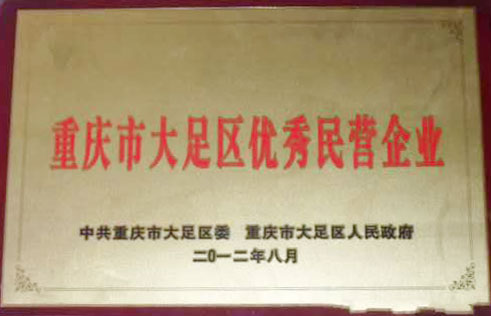 重庆市大足区优秀民营企业
中共重庆市大足区委 重庆市大足区人民政府
二0一二年八月